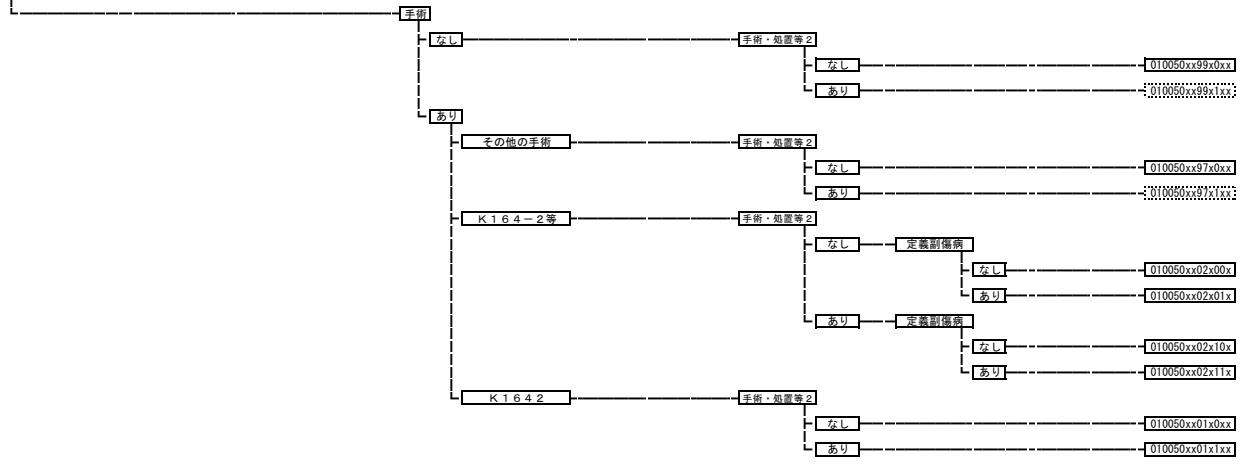 手術
なし 手術・処置等2
なし 010050xx99x0xx
あり 010050xx99x1xx
あり
その他の手術 手術・処置等2
なし 010050xx97x0xx
あり 010050xx97x1xx
K164-2等 手術・処置等2
なし 定義副傷病
なし 010050xx02x00x
あり 010050xx02x01x
あり 定義副傷病
なし 010050xx02x10x
あり 010050xx02x11x
K1642 手術・処置等2
なし 010050xx01x0xx
あり 010050xx01x1xx